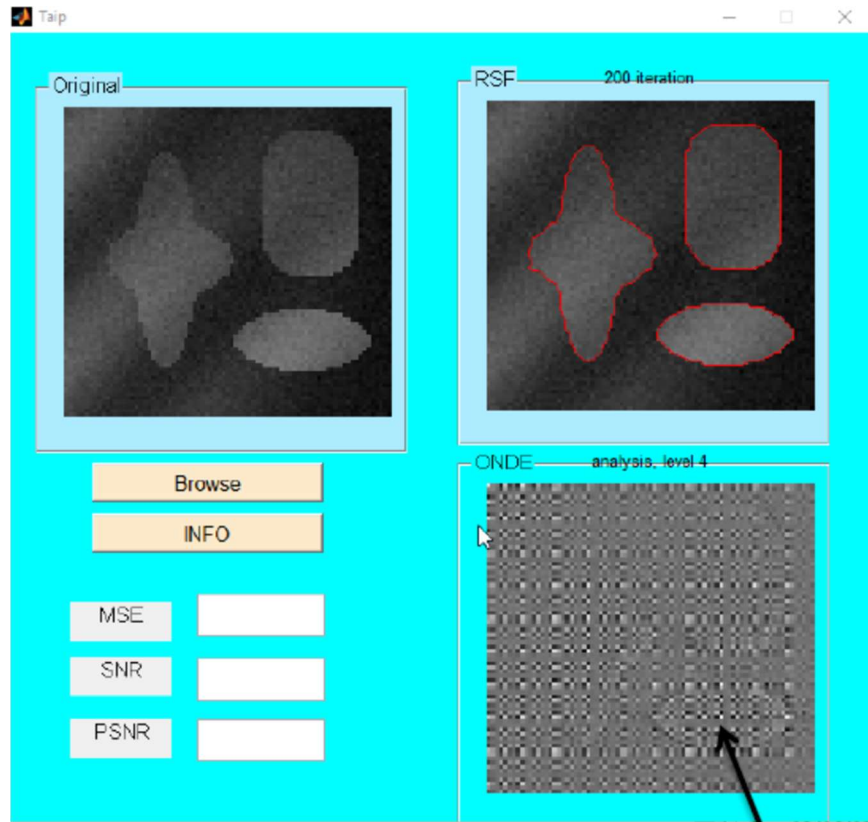 Taip
Original
RSF 200 iteration
Browse
INFO
ONDE analysis, level 4
MSE
SNR
PSNR